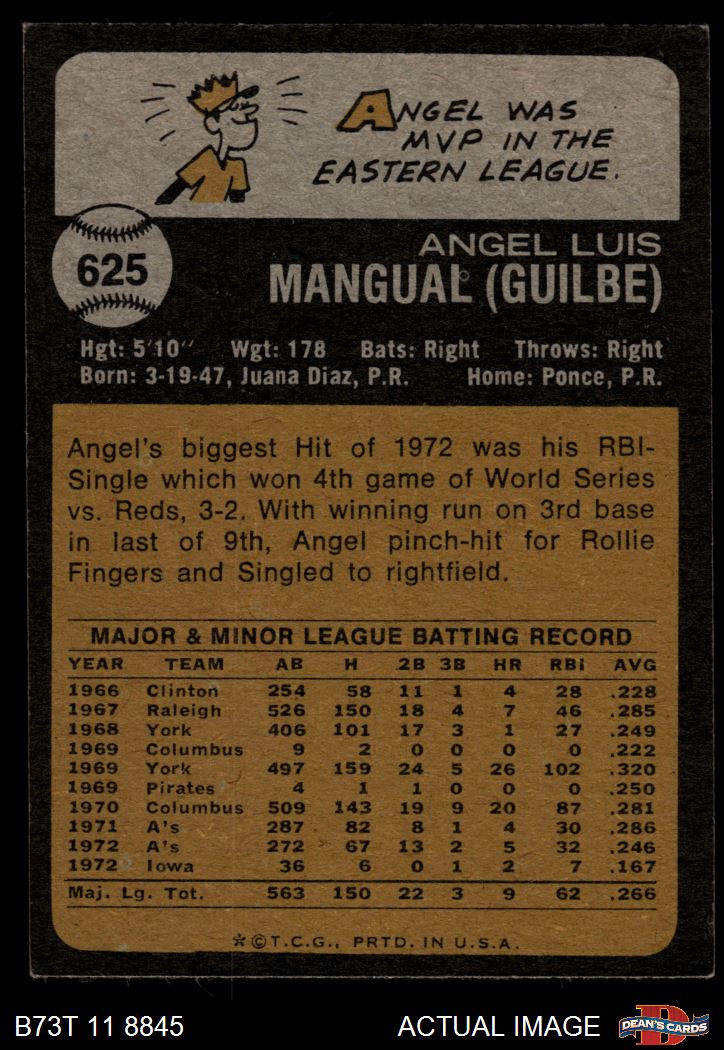 ANGEL WAS
MVP IN THE
EASTERN LEAGUE.
625
ANGEL LUIS
MANGUAL (GUILBE)
Hgt: 5'10" Wgt: 178 Bats: Right Throws: Right
Born: 3-19-47, Juana Diaz, P.R. Home: Ponce, P.R.
Angel's biggest Hit of 1972 was his RBI-
Single which won 4th game of World Series
vs. Reds, 3-2. With winning run on 3rd base
in last of 9th, Angel pinch-hit for Rollie
Fingers and Singled to rightfield.
MAJOR & MINOR LEAGUE BATTING RECORD
YEAR TEAM AB H 2B 3B HR RBI AVG
1966 Clinton 254 58 11 1 4 28 .228
1967 Raleigh 526 150 18 4 7 46 .285
1968 York 406 101 17 3 1 27 .249
1969 Columbus 9 2 0 0 0 0 .222
1969 York 497 159 24 5 26 102 .320
1969 Pirates 4 1 1 0 0 0 .250
1970 Columbus 509 143 19 9 20 87 .281
1971 A's 287 82 8 1 4 30 .286
1972 A's 272 67 13 2 5 32 .246
1972 Iowa 36 6 0 1 2 7 .167
Maj. Lg. Tot. 563 150 22 3 9 62 .266
☆©T.C.G., PRTD. IN U.S.A.
B73T 11 8845 ACTUAL IMAGE
DEAN'S CARDS